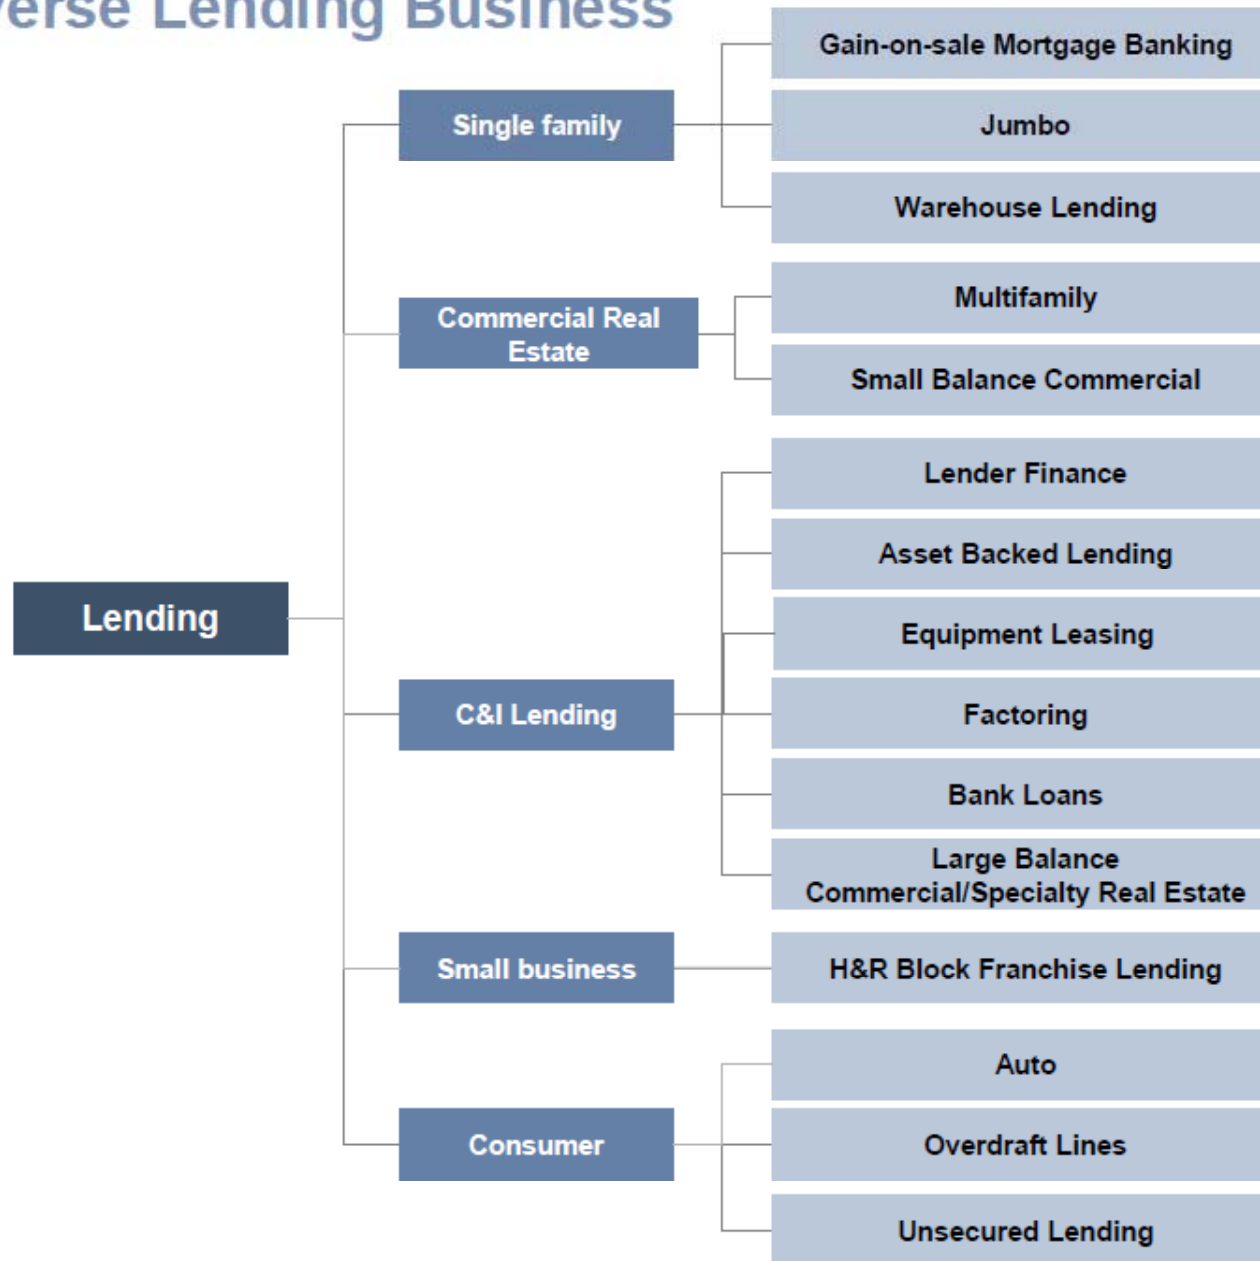 Lending Business
Gain-on-sale Mortgage Banking
Single family
Jumbo
Warehouse Lending
Multifamily
Commercial Real
Estate
Small Balance Commercial
Lender Finance
Asset Backed Lending
Lending
Equipment Leasing
C&I Lending
Factoring
Bank Loans
Large Balance
Commercial/Specialty Real Estate
Small business
H&R Block Franchise Lending
Auto
Consumer
Overdraft Lines
Unsecured Lending